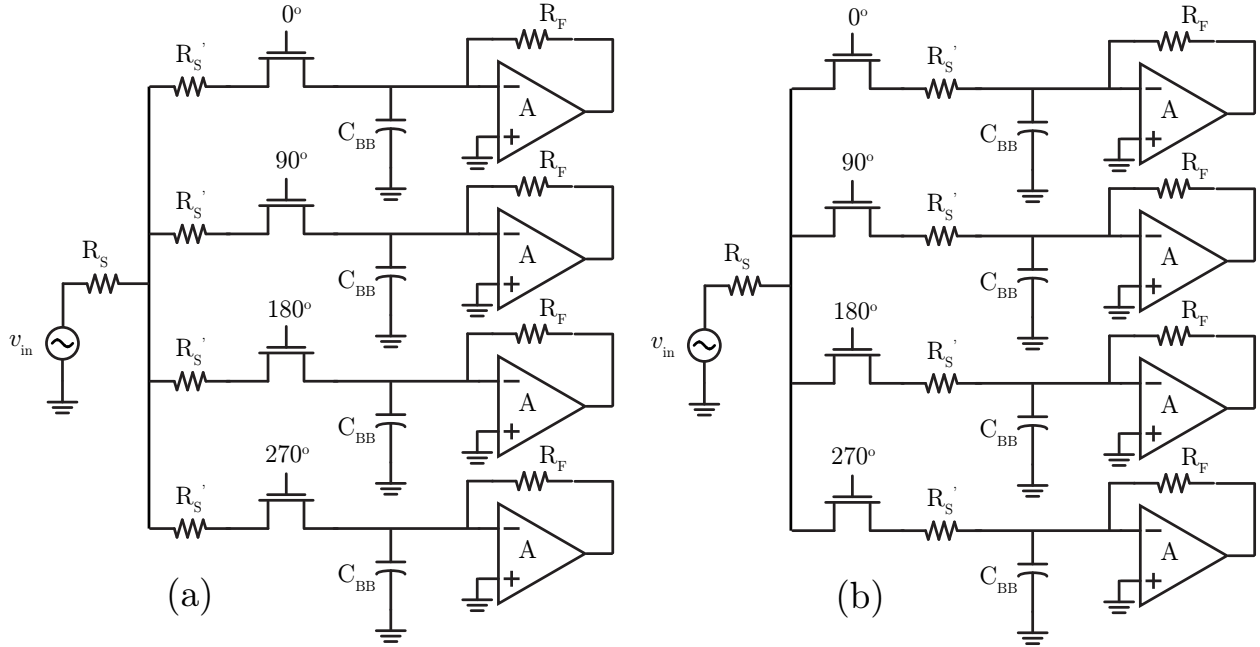 0° R_F
R_S'
A
C_BB
90° R_F
R_S'
A
C_BB
R_S
v_in
180° R_F
R_S'
A
C_BB
270° R_F
R_S'
A
C_BB
(a)
0° R_F
R_S'
A
C_BB
90° R_F
R_S'
A
C_BB
R_S
v_in
180° R_F
R_S'
A
C_BB
270° R_F
R_S'
A
C_BB
(b)